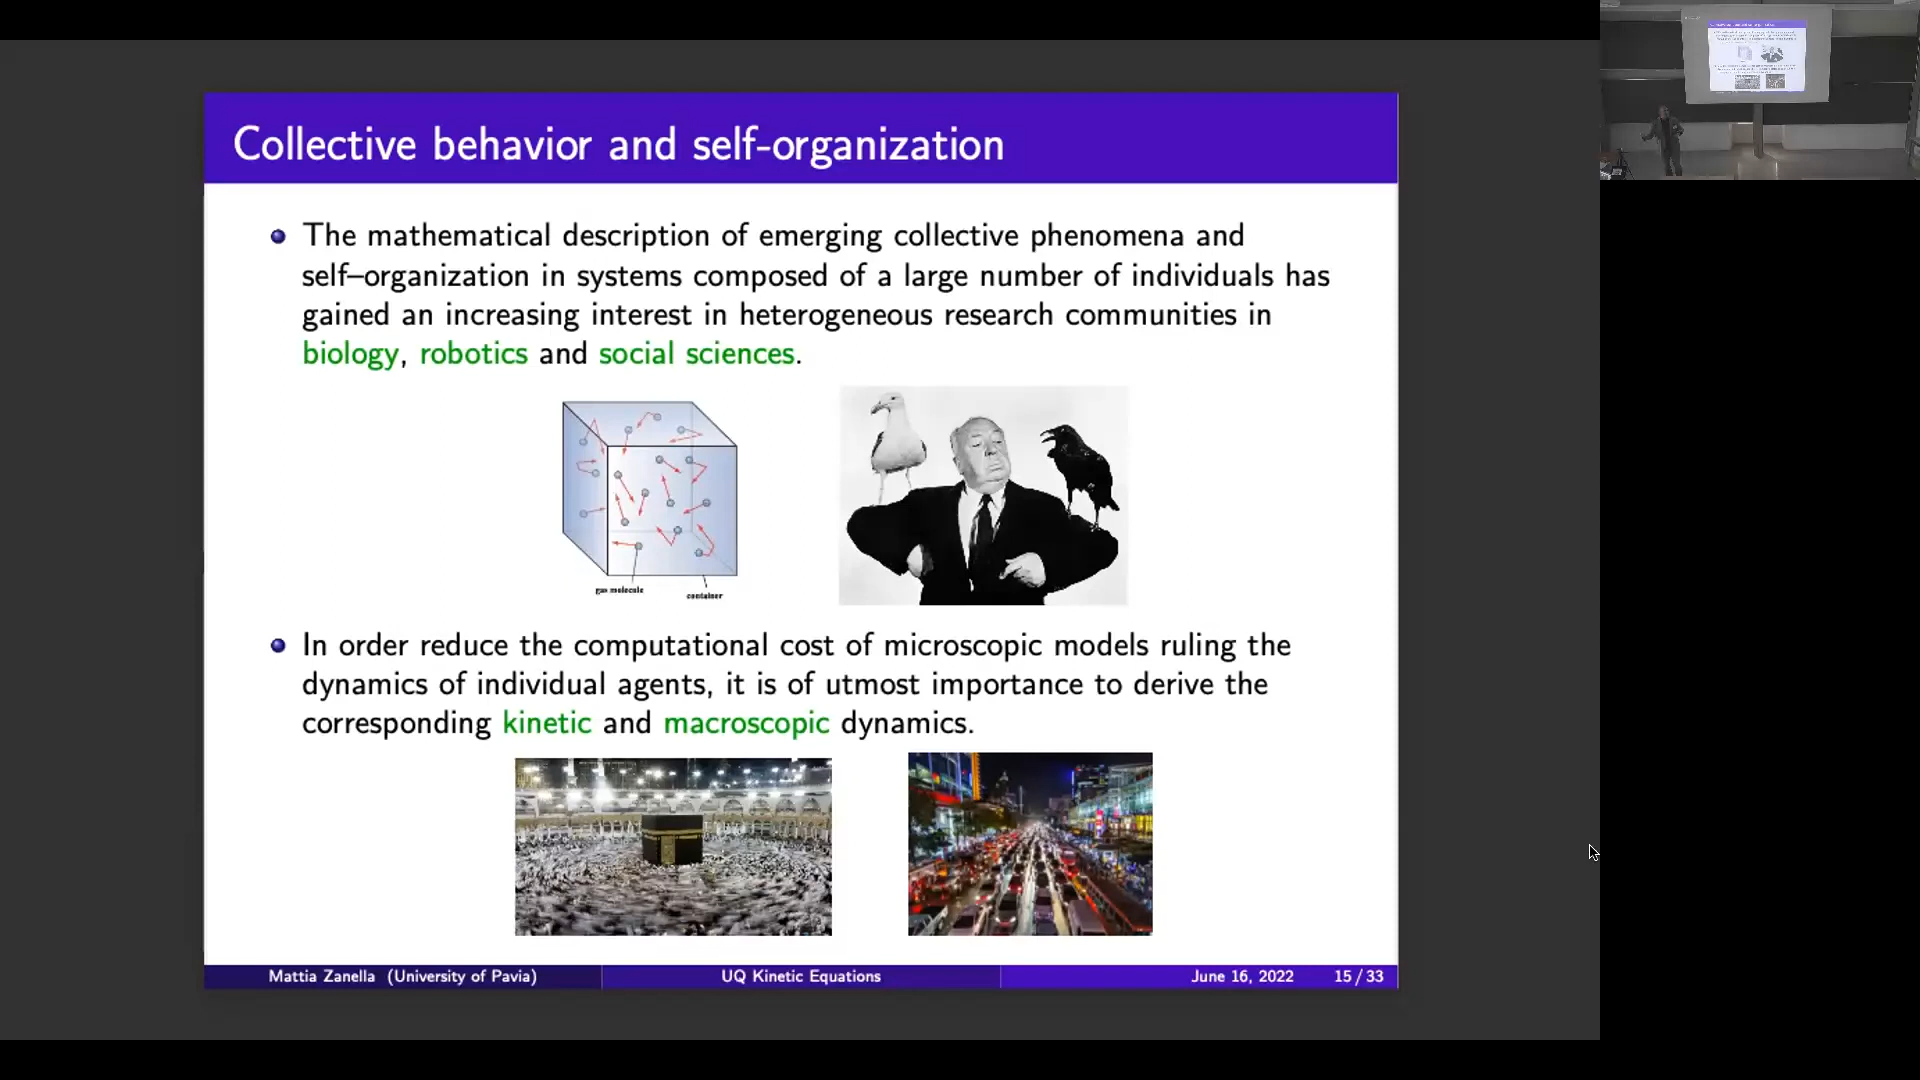 Collective behavior and self-organization
The mathematical description of emerging collective phenomena and
self–organization in systems composed of a large number of individuals has
gained an increasing interest in heterogeneous research communities in
biology, robotics and social sciences.
gas molecule
container
In order reduce the computational cost of microscopic models ruling the
dynamics of individual agents, it is of utmost importance to derive the
corresponding kinetic and macroscopic dynamics.
Mattia Zanella (University of Pavia)
UQ Kinetic Equations
June 16, 2022
15 / 33